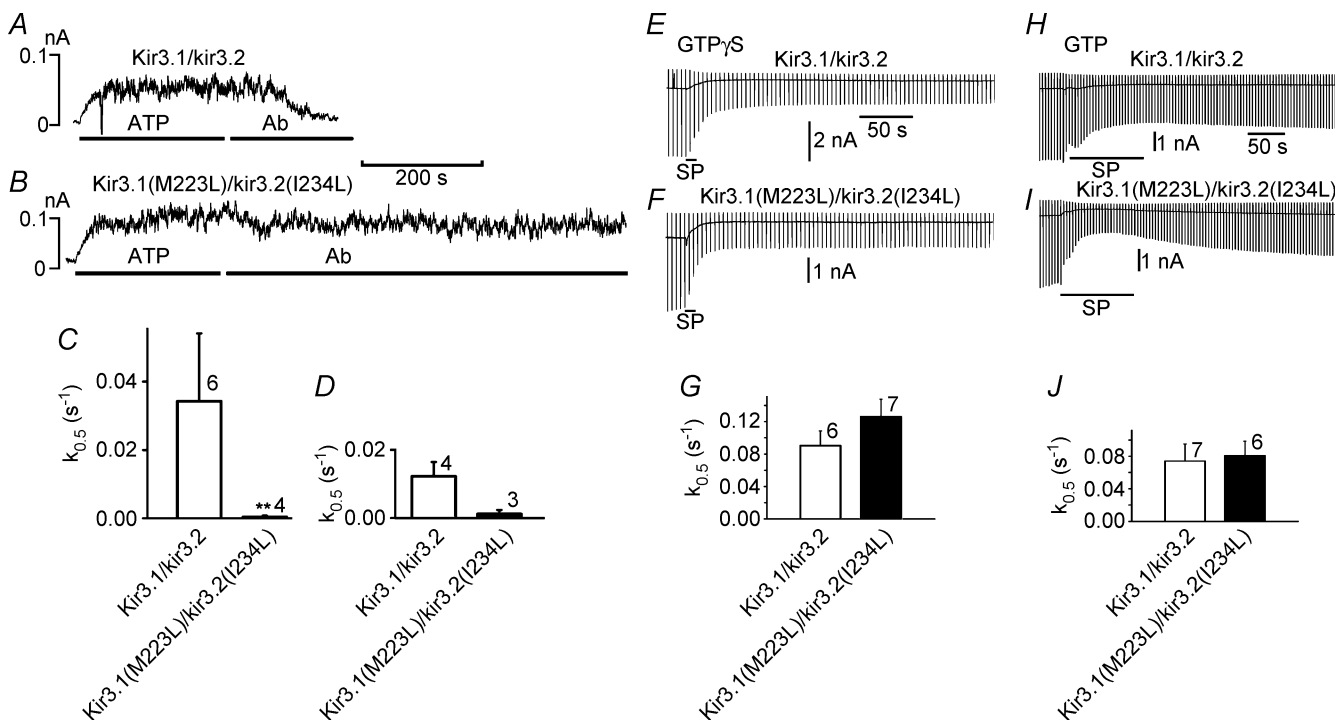 A
nA
0.1
0
Kir3.1/kir3.2
ATP
Ab
200 s
B
nA
0.1
0
Kir3.1(M223L)/kir3.2(I234L)
ATP
Ab
C
k0.5 (s-1)
0.04
0.02
0.00
6
**4
Kir3.1/kir3.2
Kir3.1(M223L)/kir3.2(I234L)
D
k0.5 (s-1)
0.02
0.00
4
3
Kir3.1/kir3.2
Kir3.1(M223L)/kir3.2(I234L)
E
GTPγS
Kir3.1/kir3.2
2 nA
50 s
SP
F
Kir3.1(M223L)/kir3.2(I234L)
1 nA
SP
G
k0.5 (s-1)
0.12
0.08
0.04
0.00
6
7
Kir3.1/kir3.2
Kir3.1(M223L)/kir3.2(I234L)
H
GTP
Kir3.1/kir3.2
1 nA
50 s
SP
I
Kir3.1(M223L)/kir3.2(I234L)
1 nA
SP
J
k0.5 (s-1)
0.08
0.04
0.00
7
6
Kir3.1/kir3.2
Kir3.1(M223L)/kir3.2(I234L)